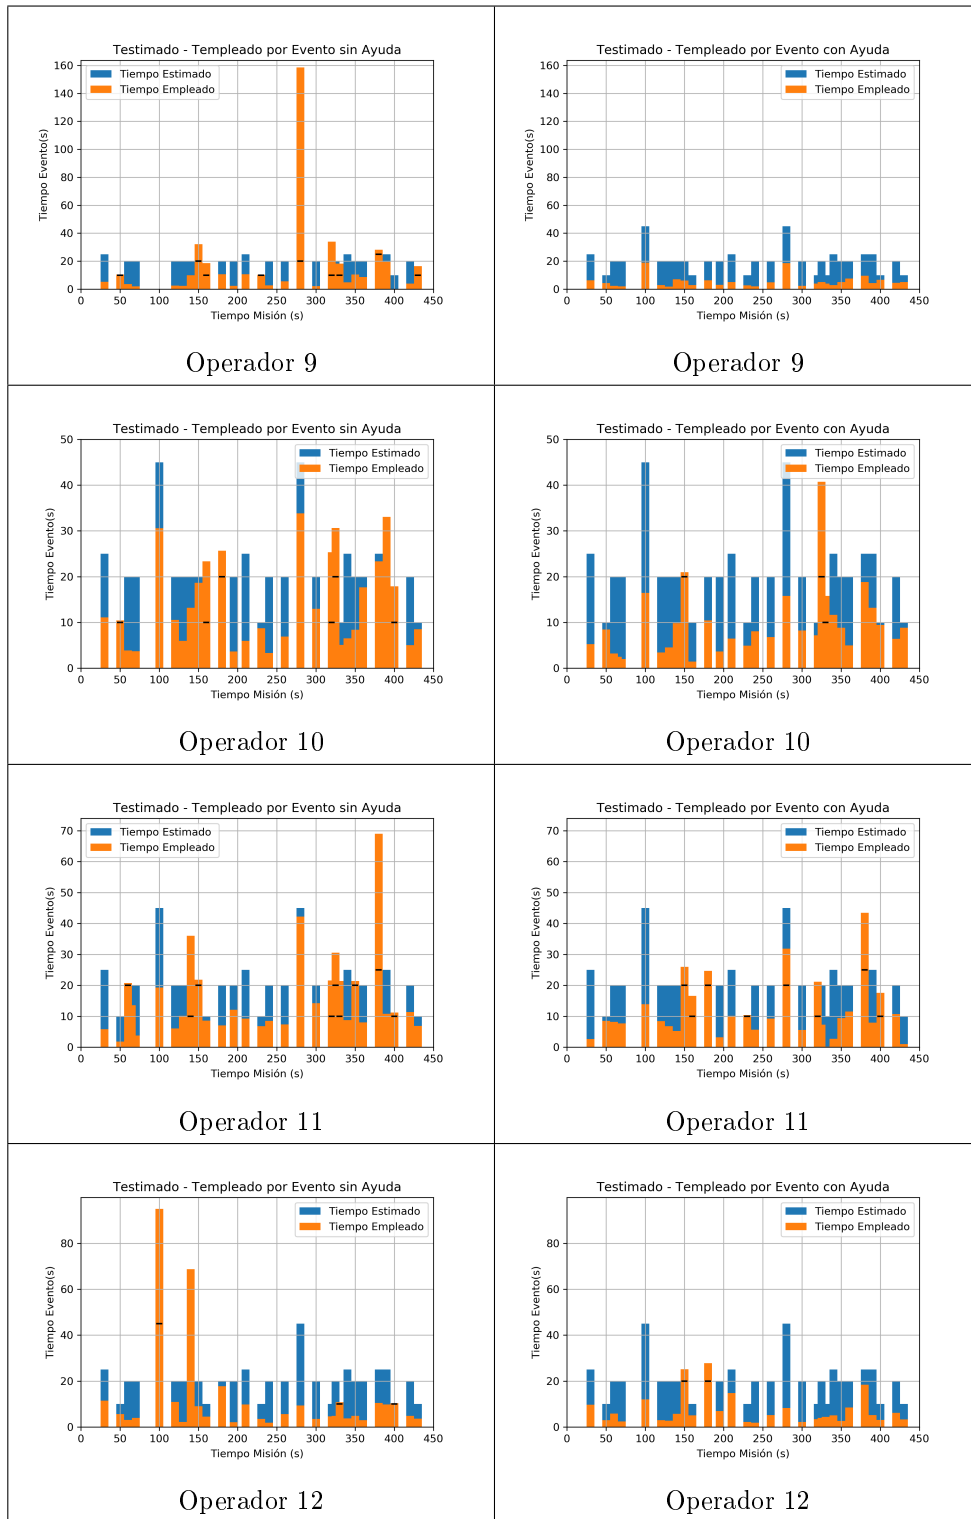 Testimado - Templeado por Evento sin Ayuda
Tiempo Estimado
Tiempo Empleado
Tiempo Evento(s)
160
140
120
100
80
60
40
20
0
0 50 100 150 200 250 300 350 400 450
Tiempo Misión (s)
Operador 9
Testimado - Templeado por Evento con Ayuda
Tiempo Estimado
Tiempo Empleado
Tiempo Evento(s)
160
140
120
100
80
60
40
20
0
0 50 100 150 200 250 300 350 400 450
Tiempo Misión (s)
Operador 9
Testimado - Templeado por Evento sin Ayuda
Tiempo Estimado
Tiempo Empleado
Tiempo Evento(s)
50
40
30
20
10
0
0 50 100 150 200 250 300 350 400 450
Tiempo Misión (s)
Operador 10
Testimado - Templeado por Evento con Ayuda
Tiempo Estimado
Tiempo Empleado
Tiempo Evento(s)
50
40
30
20
10
0
0 50 100 150 200 250 300 350 400 450
Tiempo Misión (s)
Operador 10
Testimado - Templeado por Evento sin Ayuda
Tiempo Estimado
Tiempo Empleado
Tiempo Evento(s)
70
60
50
40
30
20
10
0
0 50 100 150 200 250 300 350 400 450
Tiempo Misión (s)
Operador 11
Testimado - Templeado por Evento con Ayuda
Tiempo Estimado
Tiempo Empleado
Tiempo Evento(s)
70
60
50
40
30
20
10
0
0 50 100 150 200 250 300 350 400 450
Tiempo Misión (s)
Operador 11
Testimado - Templeado por Evento sin Ayuda
Tiempo Estimado
Tiempo Empleado
Tiempo Evento(s)
80
60
40
20
0
0 50 100 150 200 250 300 350 400 450
Tiempo Misión (s)
Operador 12
Testimado - Templeado por Evento con Ayuda
Tiempo Estimado
Tiempo Empleado
Tiempo Evento(s)
80
60
40
20
0
0 50 100 150 200 250 300 350 400 450
Tiempo Misión (s)
Operador 12